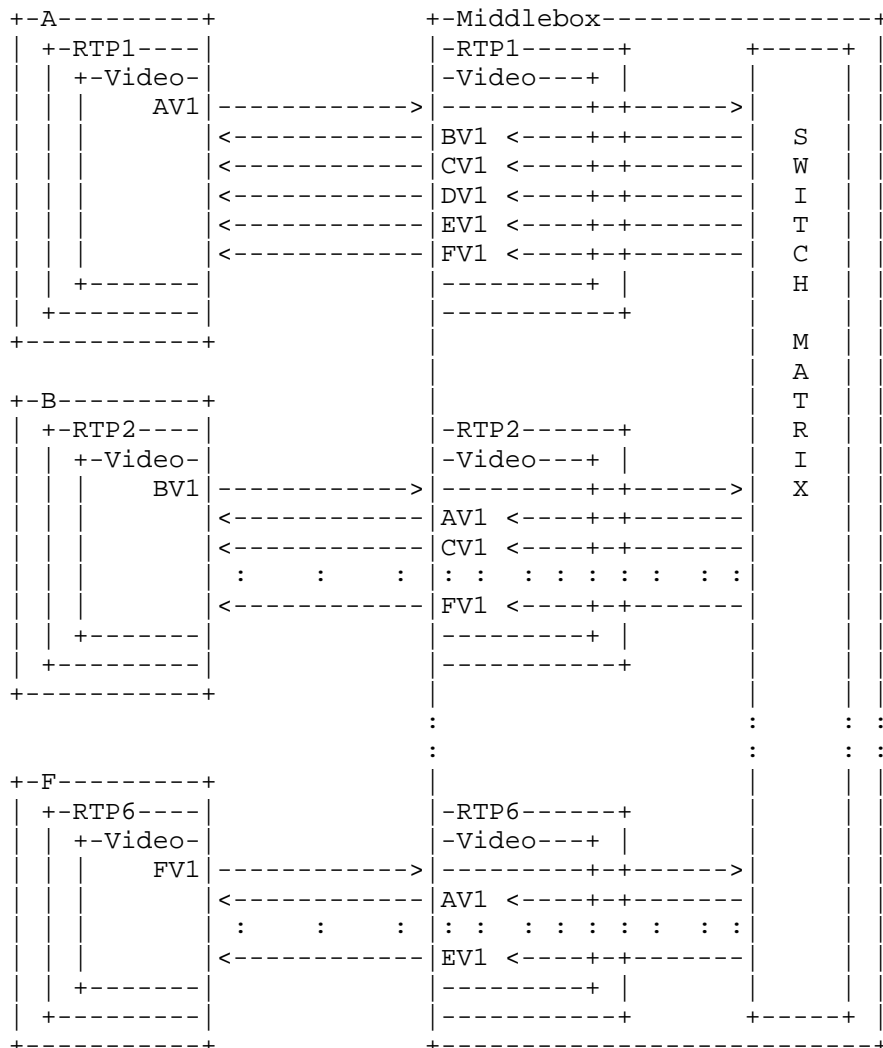 +-A---------+             +-Middlebox-----------------+
| +-RTP1----|             |-RTP1------+       +-----+ |
| | +-Video-|             |-Video---+ |       |     | |
| | |    AV1|------------>|---------+-+------>|     | |
| | |       |<------------|BV1 <----+-+-------|  S  | |
| | |       |<------------|CV1 <----+-+-------|  W  | |
| | |       |<------------|DV1 <----+-+-------|  I  | |
| | |       |<------------|EV1 <----+-+-------|  T  | |
| | |       |<------------|FV1 <----+-+-------|  C  | |
| | +-------|             |---------+ |       |  H  | |
| +---------|             |-----------+       |     | |
+-----------+             |                   |  M  | |
                          |                   |  A  | |
+-B---------+             |                   |  T  | |
| +-RTP2----|             |-RTP2------+       |  R  | |
| | +-Video-|             |-Video---+ |       |  I  | |
| | |    BV1|------------>|---------+-+------>|  X  | |
| | |       |<------------|AV1 <----+-+-------|     | |
| | |       |<------------|CV1 <----+-+-------|     | |
| | |       | :    :    : |: :  : : : : :  : :|     | |
| | |       |<------------|FV1 <----+-+-------|     | |
| | +-------|             |---------+ |       |     | |
| +---------|             |-----------+       |     | |
+-----------+             |                   |     | |
                          :                   :     : :
                          :                   :     : :
+-F---------+             |                   |     | |
| +-RTP6----|             |-RTP6------+       |     | |
| | +-Video-|             |-Video---+ |       |     | |
| | |    FV1|------------>|---------+-+------>|     | |
| | |       |<------------|AV1 <----+-+-------|     | |
| | |       | :    :    : |: :  : : : : :  : :|     | |
| | |       |<------------|EV1 <----+-+-------|     | |
| | +-------|             |---------+ |       |     | |
| +---------|             |-----------+       +-----+ |
+-----------+             +---------------------------+